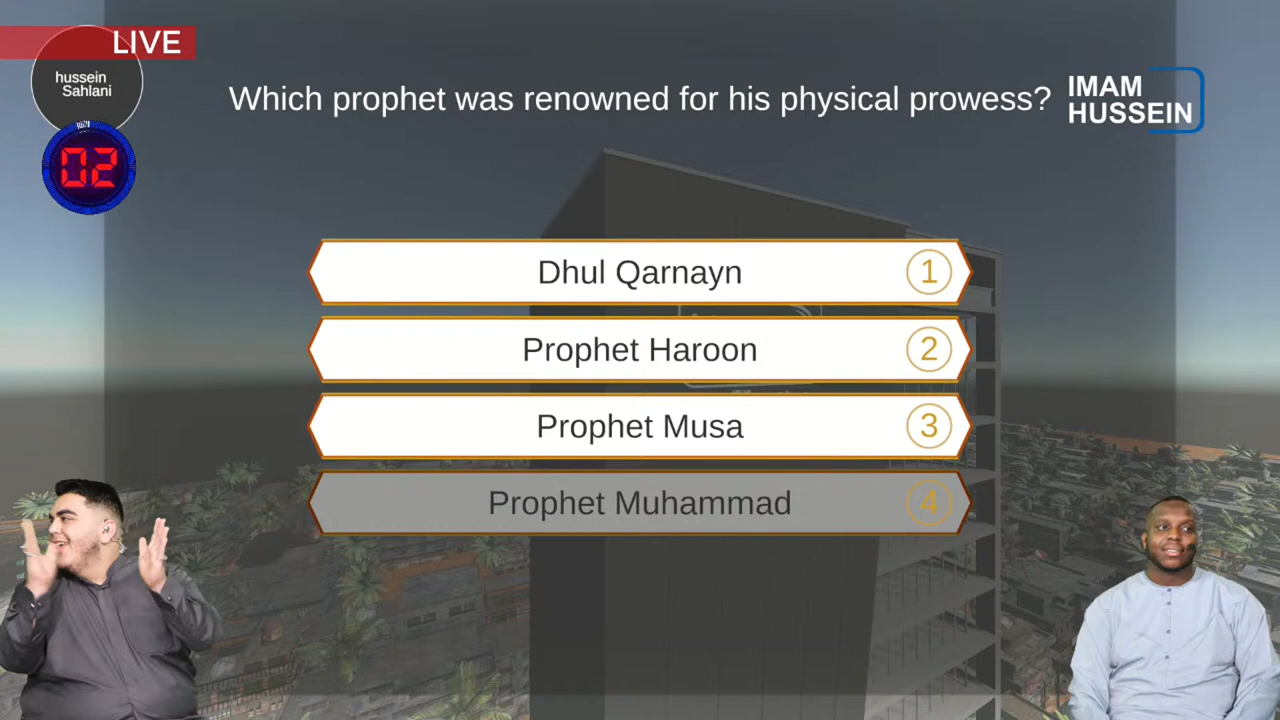 LIVE
hussein
Sahlani
02
Which prophet was renowned for his physical prowess?
IMAM
HUSSEIN
Dhul Qarnayn 1
Prophet Haroon 2
Prophet Musa 3
Prophet Muhammad 4